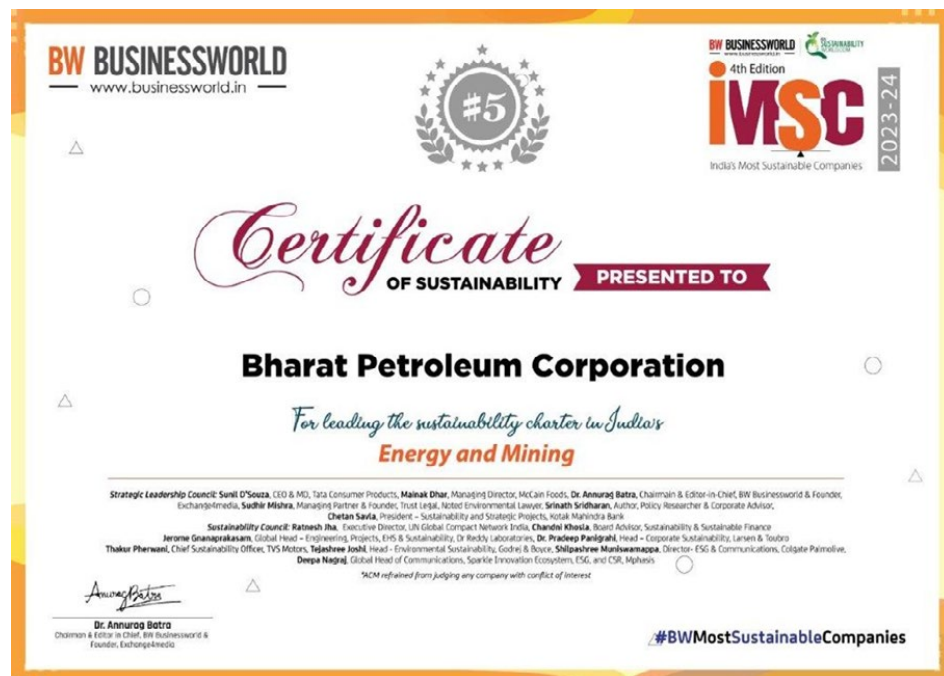 BW BUSINESSWORLD
www.businessworld.in
#5
BW BUSINESSWORLD
SUSTAINABILITY
4th Edition
iMSC
India's Most Sustainable Companies
2023-24
Certificate
OF SUSTAINABILITY
PRESENTED TO
Bharat Petroleum Corporation
For leading the sustainability charter in India's
Energy and Mining
Strategic Leadership Council: Sunil D'Souza, CEO & MD, Tata Consumer Products, Mainak Dhar, Managing Director, McCain Foods, Dr. Annurag Batra, Chairmain & Editor-in-Chief, BW Businessworld & Founder,
Exchange4media, Sudhir Mishra, Managing Partner & Founder, Trust Legal, Noted Environmental Lawyer, Srinath Sridharan, Author, Policy Researcher & Corporate Advisor,
Chetan Savla, President – Sustainability and Strategic Projects, Kotak Mahindra Bank
Sustainability Council: Ratnesh Jha, Executive Director, UN Global Compact Network India, Chandni Khosla, Board Advisor, Sustainability & Sustainable Finance
Jerome Gnanaprakasam, Global Head – Engineering, Projects, EHS & Sustainability, Dr Reddy Laboratories, Dr. Pradeep Panigrahi, Head – Corporate Sustainability, Larsen & Toubro
Thakur Pherwani, Chief Sustainability Officer, TVS Motors, Tejashree Joshi, Head - Environmental Sustainability, Godrej & Boyce, Shilpashree Muniswamappa, Director- ESG & Communications, Colgate Palmolive,
Deepa Nagraj, Global Head of Communications, Sparkle Innovation Ecosystem, ESG, and CSR, Mphasis
*ACM refrained from judging any company with conflict of interest
Anurag Batra
Dr. Annurag Batra
Chairman & Editor in Chief, BW Businessworld &
Founder, Exchange4media
#BWMostSustainableCompanies